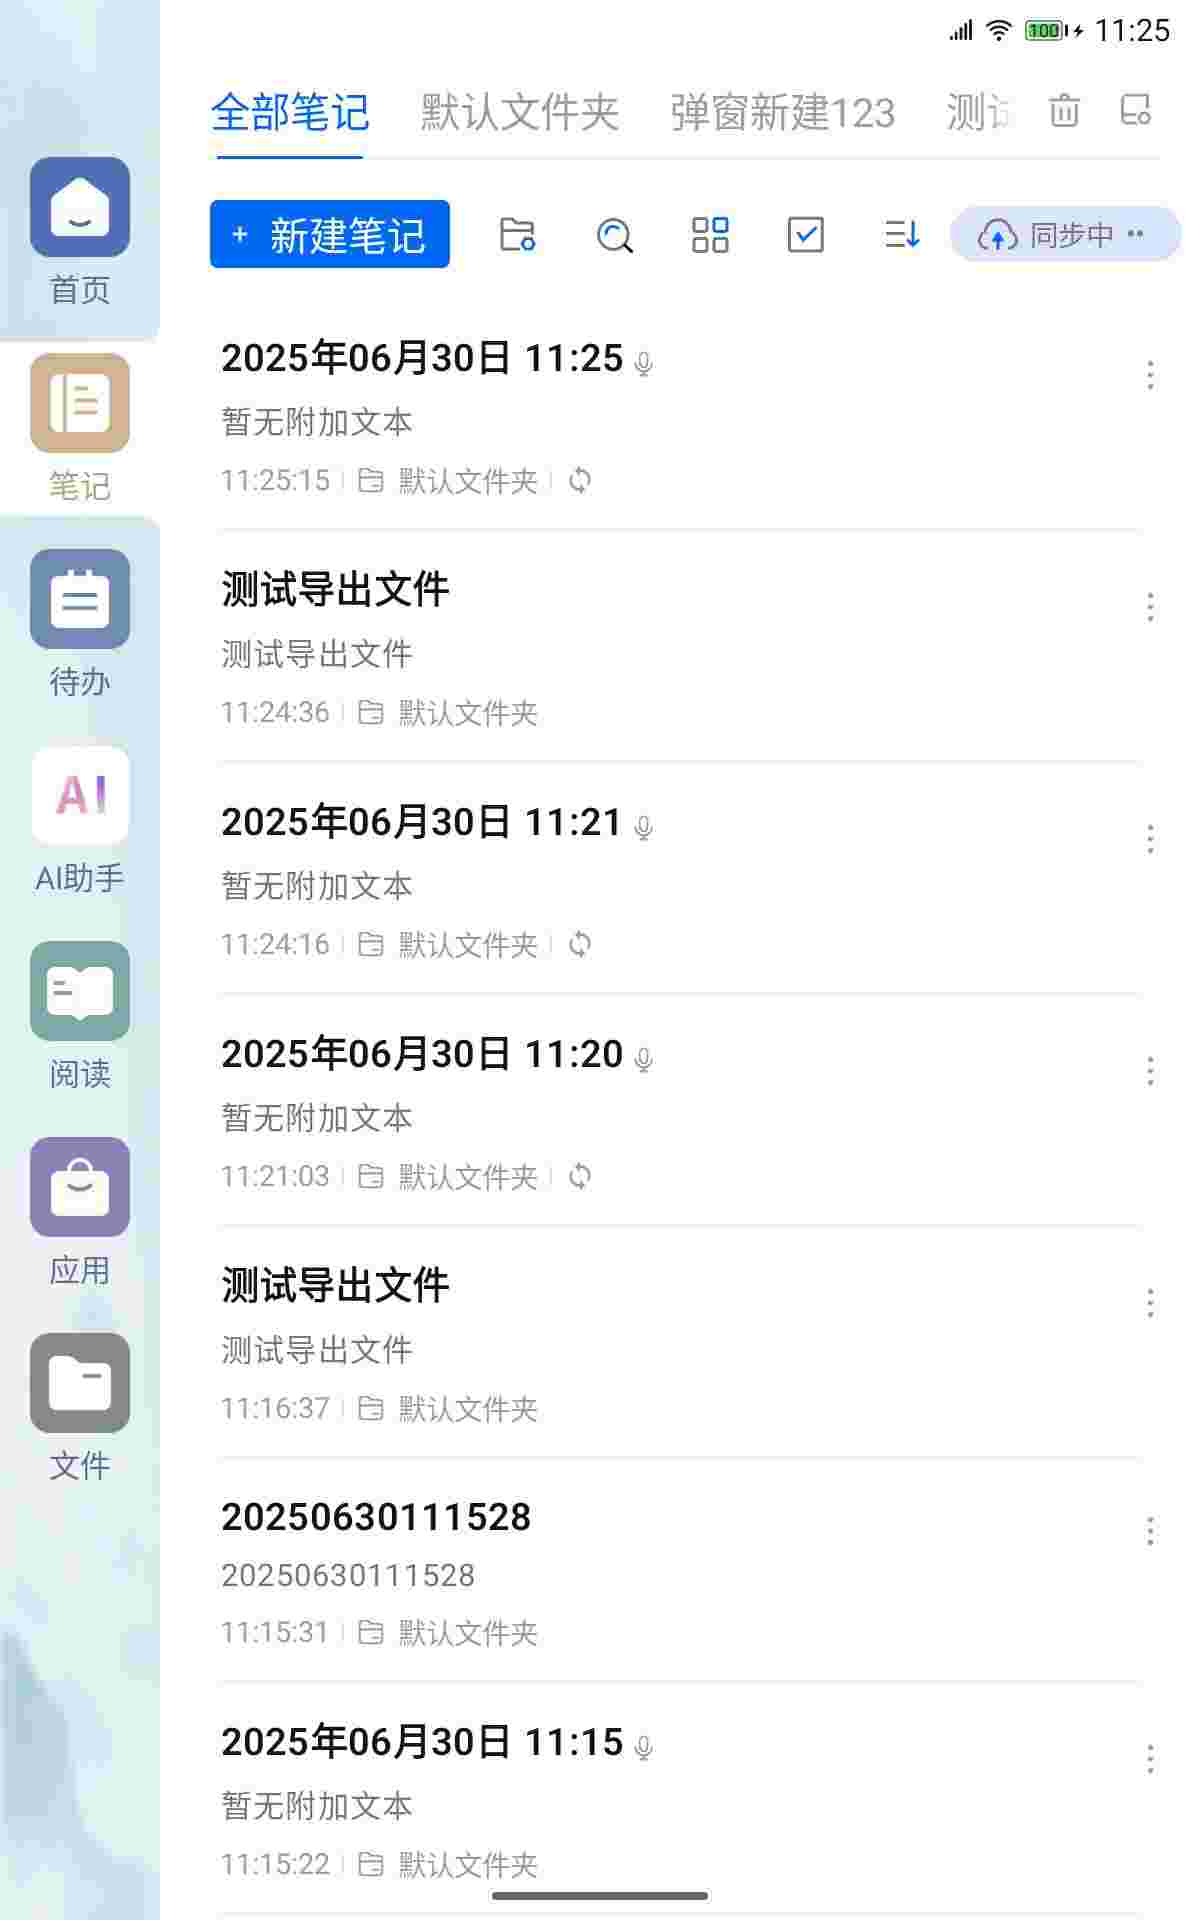 100 11:25
全部笔记 默认文件夹 弹窗新建123 测试
+ 新建笔记 同步中
首页
笔记
待办
AI
AI助手
阅读
应用
文件
2025年06月30日 11:25
暂无附加文本
11:25:15 默认文件夹
测试导出文件
测试导出文件
11:24:36 默认文件夹
2025年06月30日 11:21
暂无附加文本
11:24:16 默认文件夹
2025年06月30日 11:20
暂无附加文本
11:21:03 默认文件夹
测试导出文件
测试导出文件
11:16:37 默认文件夹
20250630111528
20250630111528
11:15:31 默认文件夹
2025年06月30日 11:15
暂无附加文本
11:15:22 默认文件夹